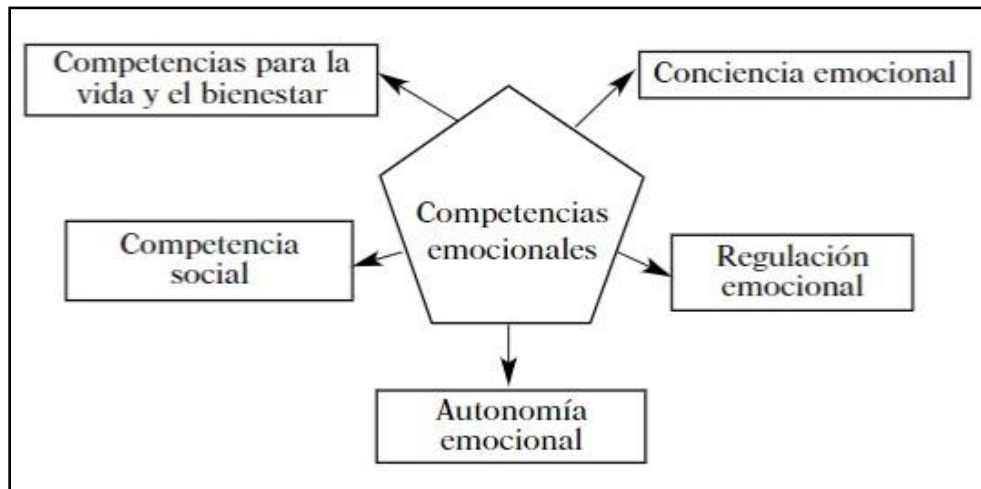 Competencias para la
vida y el bienestar
Conciencia emocional
Competencias
emocionales
Competencia
social
Regulación
emocional
Autonomía
emocional